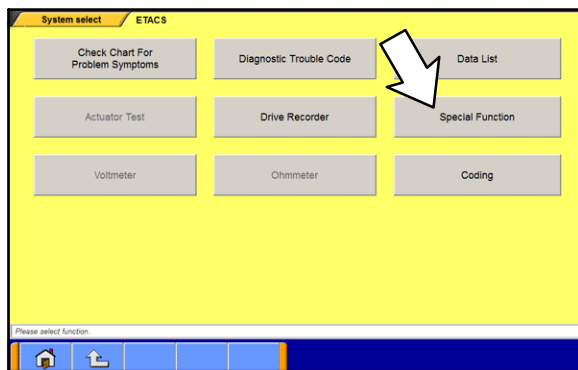 System select
ETACS
Check Chart For
Problem Symptoms
Diagnostic Trouble Code
Data List
Actuator Test
Drive Recorder
Special Function
Voltmeter
Ohmmeter
Coding
Please select function.